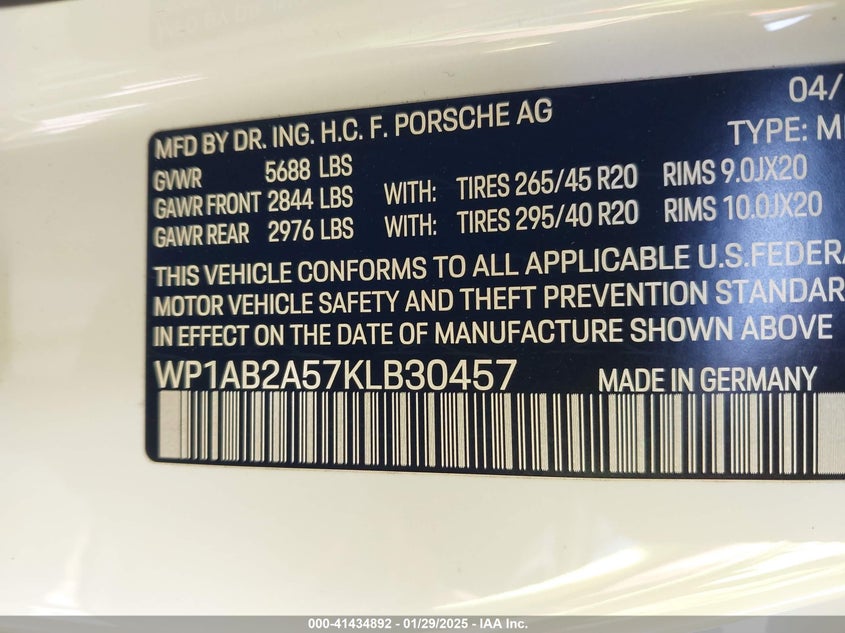 04/
MFD BY DR. ING. H.C. F. PORSCHE AG
TYPE:
GVWR 5688 LBS
GAWR FRONT 2844 LBS WITH: TIRES 265/45 R20 RIMS 9.0JX20
GAWR REAR 2976 LBS WITH: TIRES 295/40 R20 RIMS 10.0JX20
THIS VEHICLE CONFORMS TO ALL APPLICABLE U.S.FEDERA
MOTOR VEHICLE SAFETY AND THEFT PREVENTION STANDAR
IN EFFECT ON THE DATE OF MANUFACTURE SHOWN ABOVE
WP1AB2A57KLB30457 MADE IN GERMANY
000-41434892 - 01/29/2025 - IAA Inc.